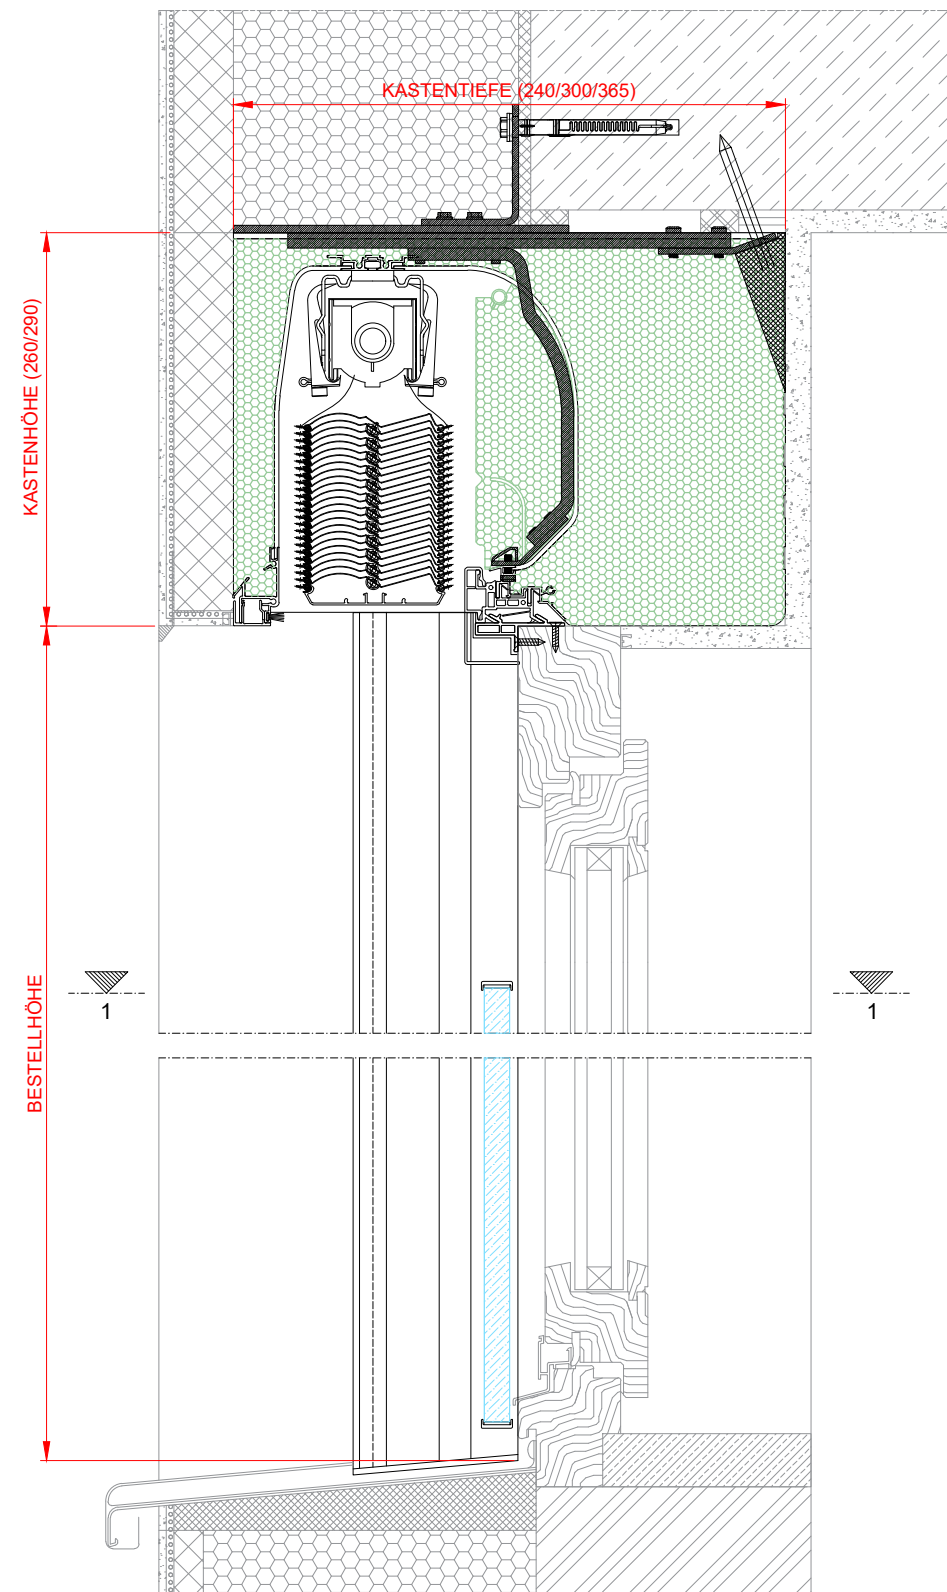 KASTENTIEFE (240/300/365)
KASTENHÖHE (260/290)
BESTELLHÖHE
1
1